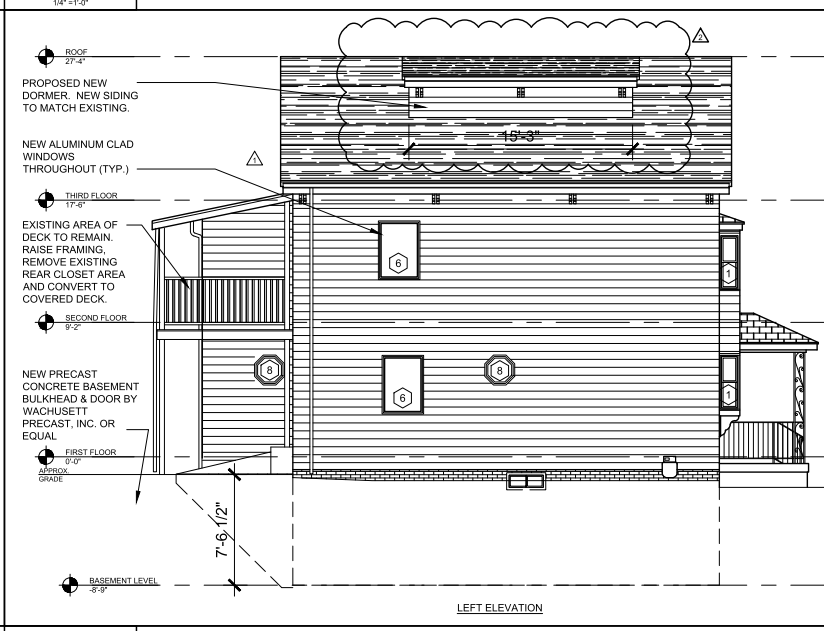 1/4" =1'-0"
2
ROOF
27'-4"
PROPOSED NEW
DORMER. NEW SIDING
TO MATCH EXISTING.
15'-3"
NEW ALUMINUM CLAD
WINDOWS
THROUGHOUT (TYP.)
1
THIRD FLOOR
17'-6"
EXISTING AREA OF
DECK TO REMAIN.
RAISE FRAMING,
REMOVE EXISTING
REAR CLOSET AREA
AND CONVERT TO
COVERED DECK.
6
1
SECOND FLOOR
9'-2"
8
8
6
1
NEW PRECAST
CONCRETE BASEMENT
BULKHEAD & DOOR BY
WACHUSETT
PRECAST, INC. OR
EQUAL
FIRST FLOOR
0'-0"
APPROX.
GRADE
7'-6 1/2"
BASEMENT LEVEL
-8'-9"
LEFT ELEVATION